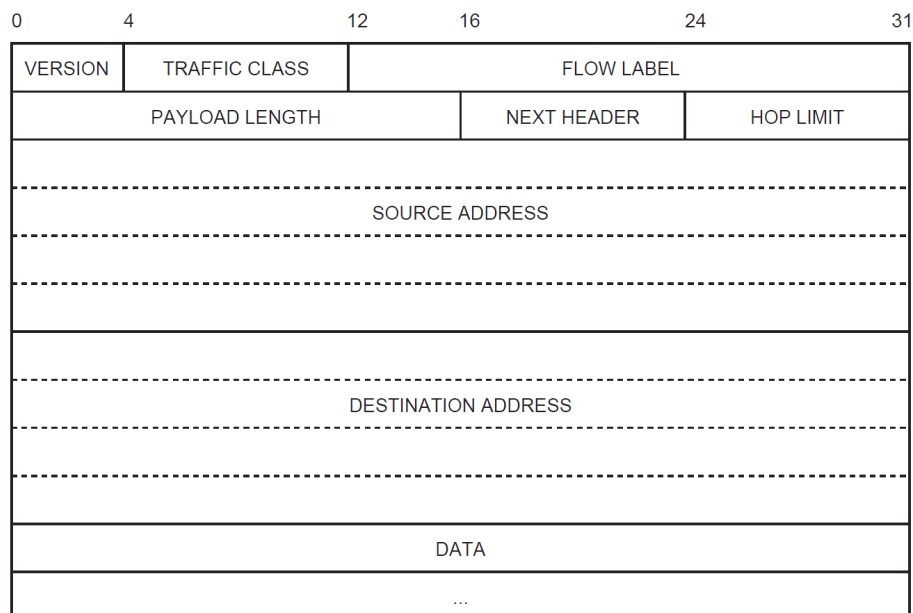 0 4 12 16 24 31
VERSION TRAFFIC CLASS FLOW LABEL
PAYLOAD LENGTH NEXT HEADER HOP LIMIT
SOURCE ADDRESS
DESTINATION ADDRESS
DATA
...